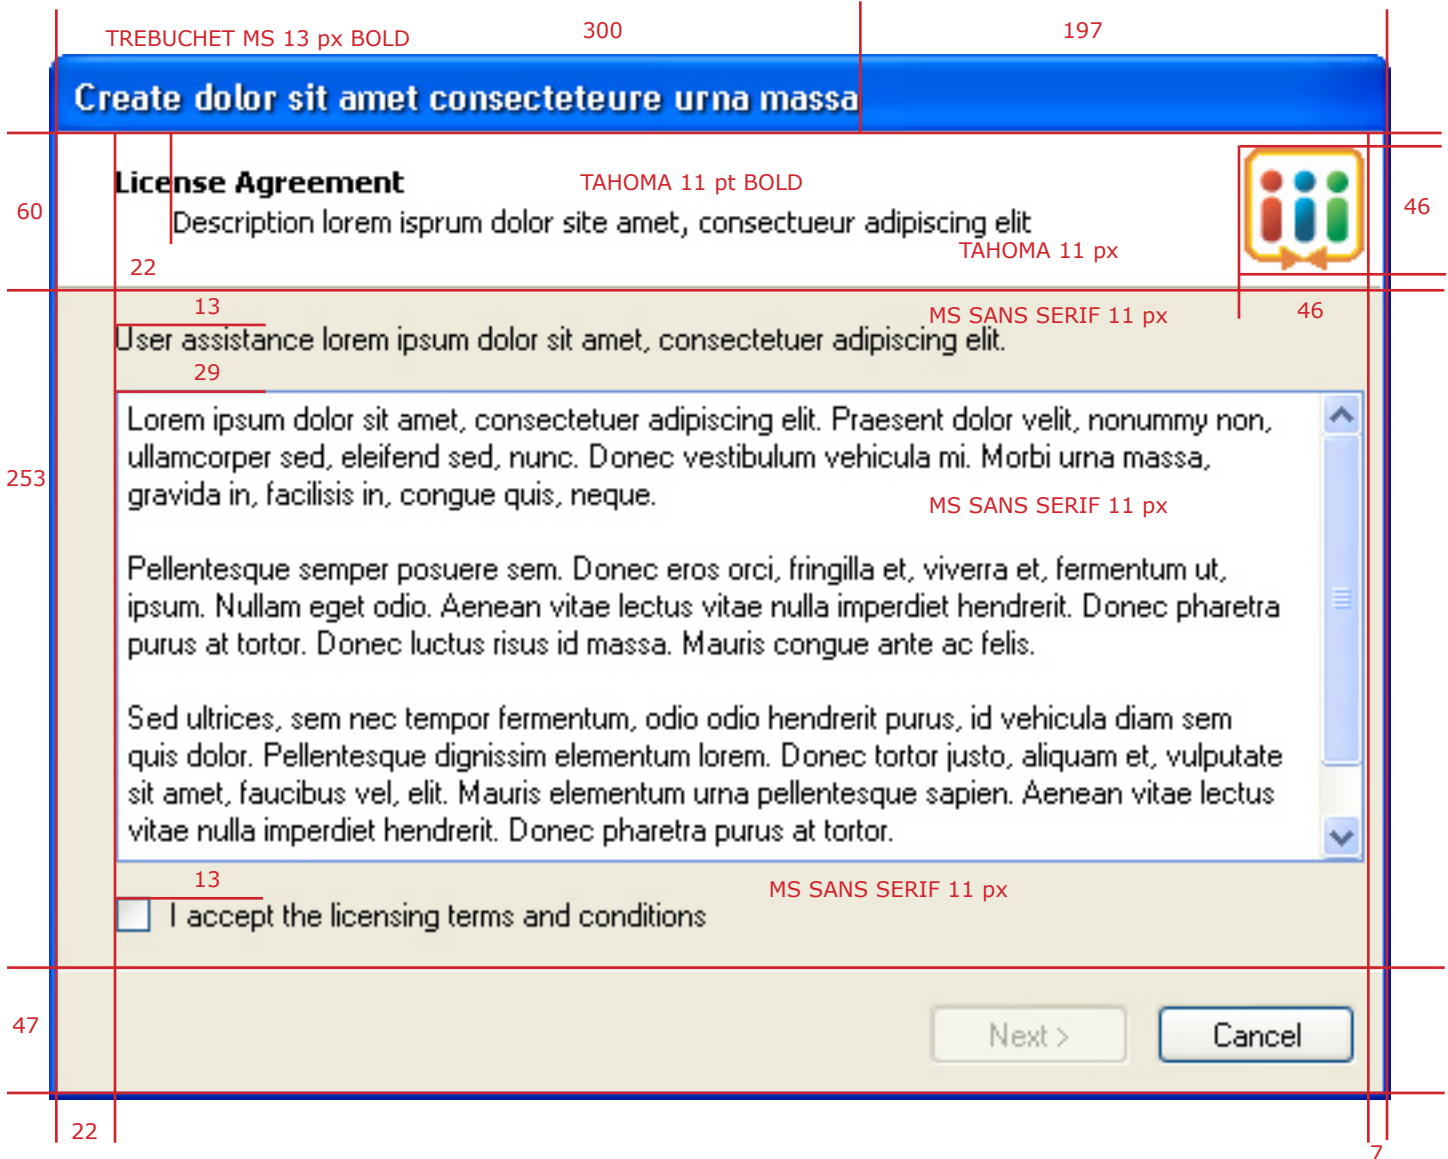 TREBUCHET MS 13 px BOLD
300
197
Create dolor sit amet consecteteure urna massa
License Agreement
TAHOMA 11 pt BOLD
60
46
Description lorem isprum dolor site amet, consectueur adipiscing elit
TAHOMA 11 px
22
13
MS SANS SERIF 11 px
46
User assistance lorem ipsum dolor sit amet, consectetuer adipiscing elit.
29
Lorem ipsum dolor sit amet, consectetuer adipiscing elit. Praesent dolor velit, nonummy non,
ullamcorper sed, eleifend sed, nunc. Donec vestibulum vehicula mi. Morbi urna massa,
253
gravida in, facilisis in, congue quis, neque.
MS SANS SERIF 11 px
Pellentesque semper posuere sem. Donec eros orci, fringilla et, viverra et, fermentum ut,
ipsum. Nullam eget odio. Aenean vitae lectus vitae nulla imperdiet hendrerit. Donec pharetra
purus at tortor. Donec luctus risus id massa. Mauris congue ante ac felis.
Sed ultrices, sem nec tempor fermentum, odio odio hendrerit purus, id vehicula diam sem
quis dolor. Pellentesque dignissim elementum lorem. Donec tortor justo, aliquam et, vulputate
sit amet, faucibus vel, elit. Mauris elementum urna pellentesque sapien. Aenean vitae lectus
vitae nulla imperdiet hendrerit. Donec pharetra purus at tortor.
13
MS SANS SERIF 11 px
I accept the licensing terms and conditions
47
Next >
Cancel
22
7